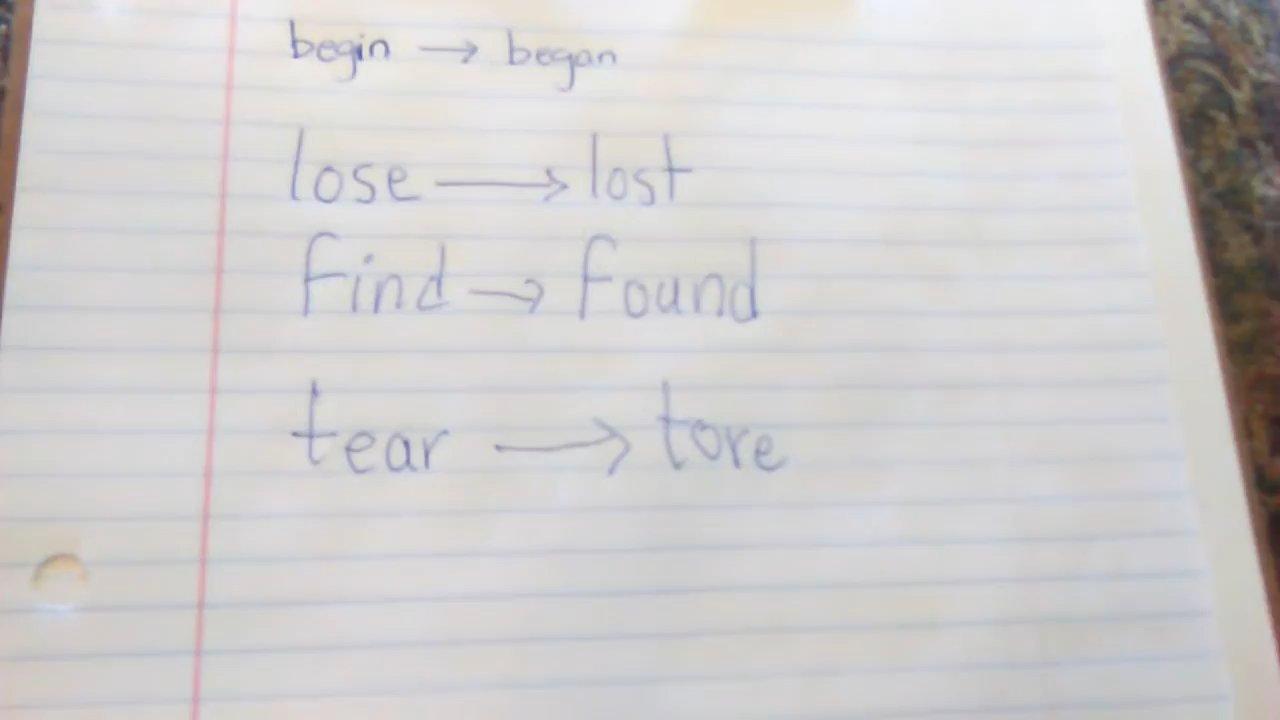 begin → began
lose → lost
find → found
tear → tore